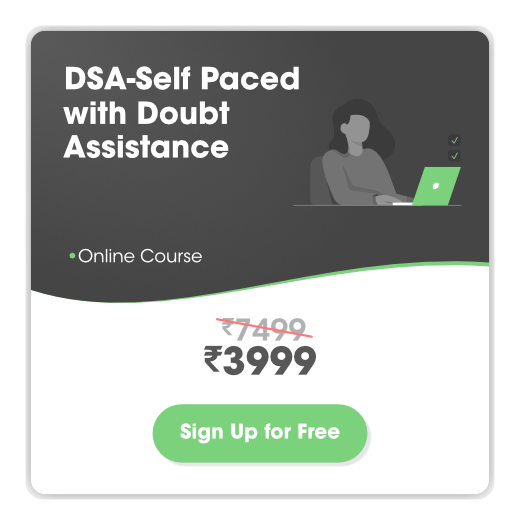 DSA-Self Paced
with Doubt
Assistance
•Online Course
₹7499
₹3999
Sign Up for Free